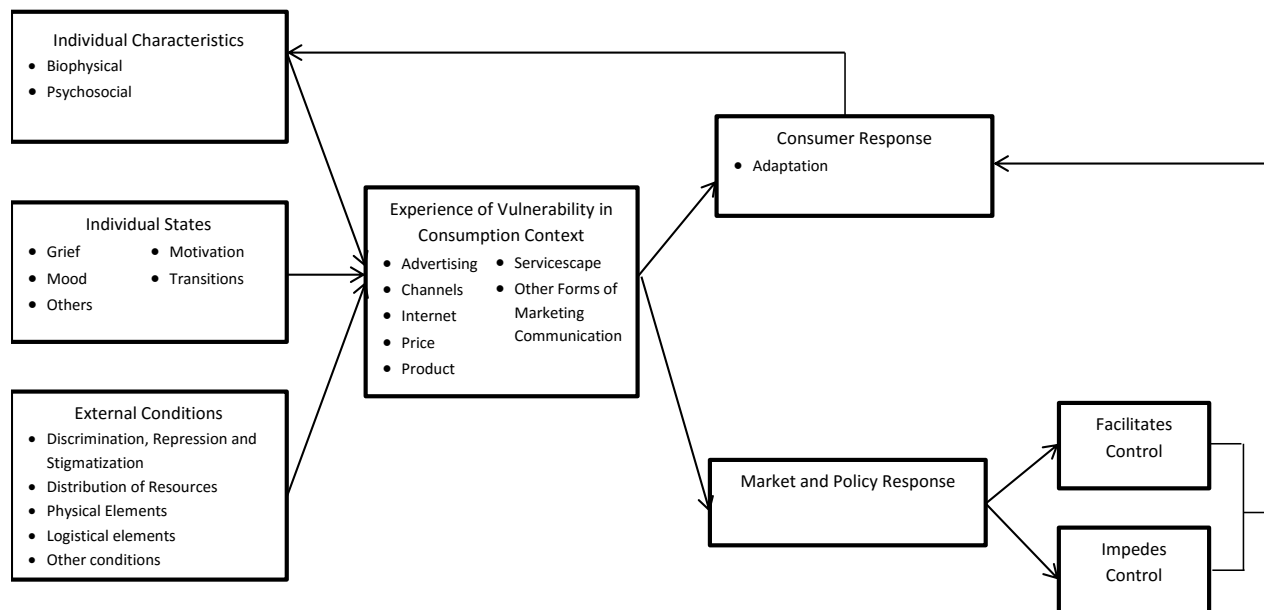 Individual Characteristics
Biophysical
Psychosocial
Individual States
Grief
Mood
Others
Motivation
Transitions
External Conditions
Discrimination, Repression and
Stigmatization
Distribution of Resources
Physical Elements
Logistical elements
Other conditions
Experience of Vulnerability in
Consumption Context
Advertising
Channels
Internet
Price
Product
Servicescape
Other Forms of
Marketing
Communication
Consumer Response
Adaptation
Market and Policy Response
Facilitates
Control
Impedes
Control